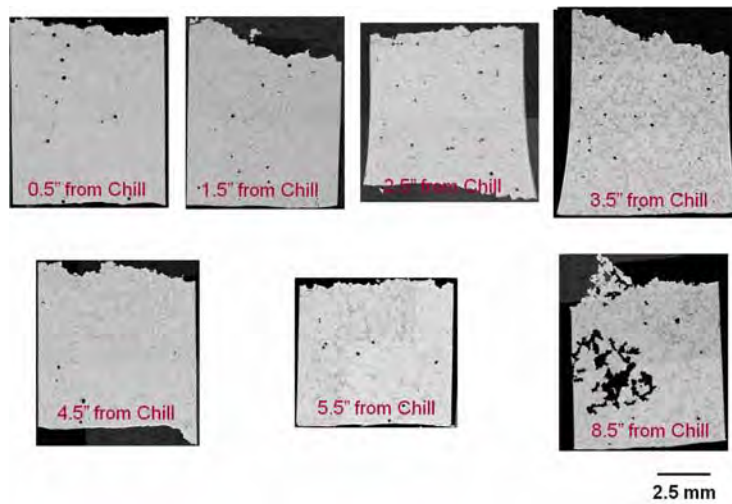 0.5” from Chill
1.5” from Chill
2.5” from Chill
3.5” from Chill
4.5” from Chill
5.5” from Chill
8.5” from Chill
2.5 mm